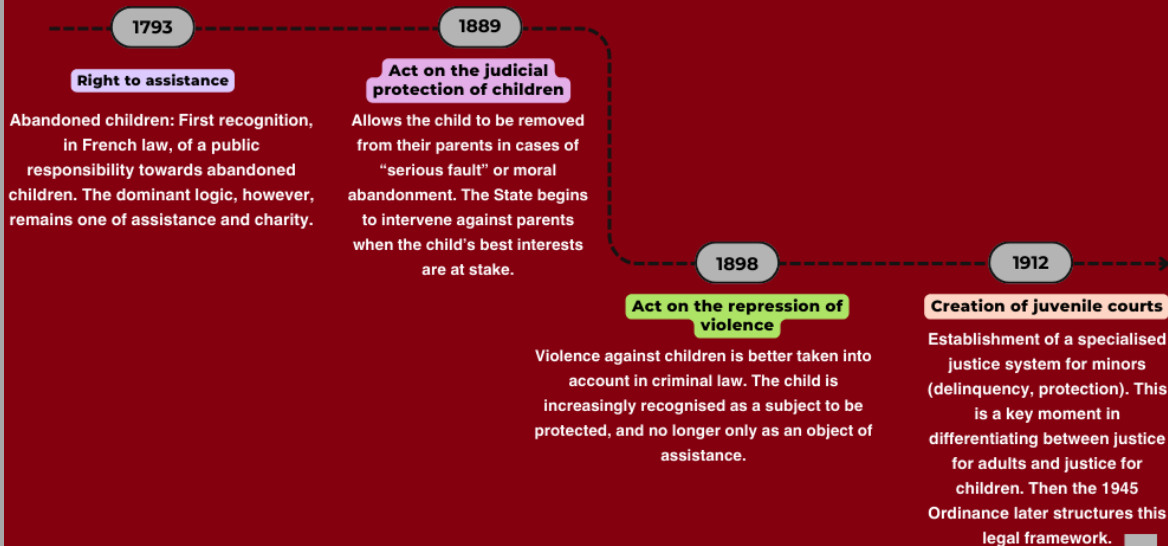 1793
Right to assistance
Abandoned children: First recognition,
in French law, of a public
responsibility towards abandoned
children. The dominant logic, however,
remains one of assistance and charity.
1889
Act on the judicial
protection of children
Allows the child to be removed
from their parents in cases of
“serious fault” or moral
abandonment. The State begins
to intervene against parents
when the child’s best interests
are at stake.
1898
Act on the repression of
violence
Violence against children is better taken into
account in criminal law. The child is
increasingly recognised as a subject to be
protected, and no longer only as an object of
assistance.
1912
Creation of juvenile courts
Establishment of a specialised
justice system for minors
(delinquency, protection). This
is a key moment in
differentiating between justice
for adults and justice for
children. Then the 1945
Ordinance later structures this
legal framework.